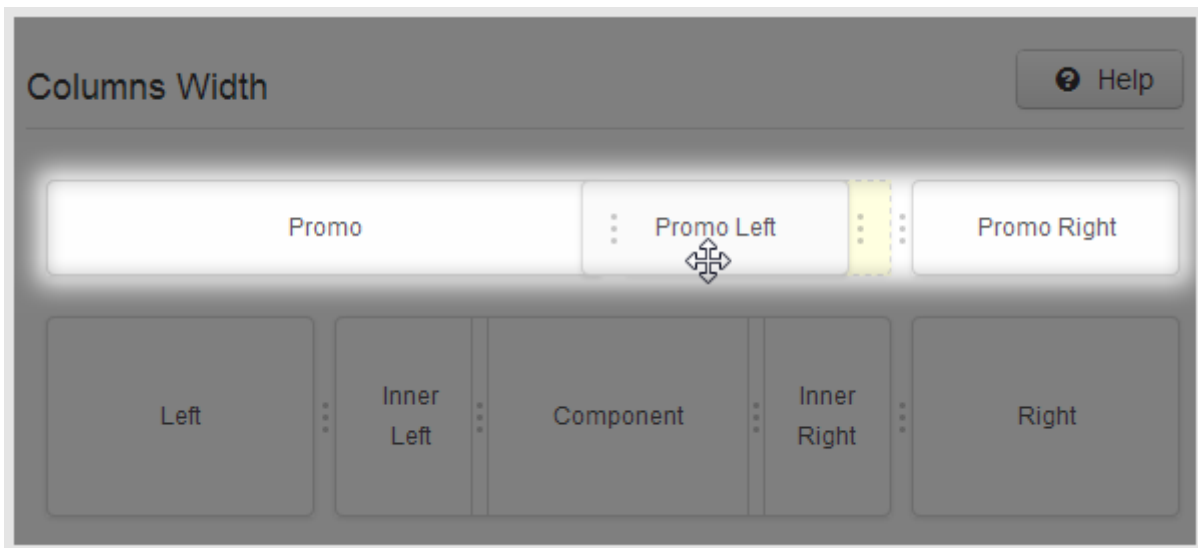 Columns Width
Help
Promo
Promo Left
Promo Right
Left
Inner
Left
Component
Inner
Right
Right